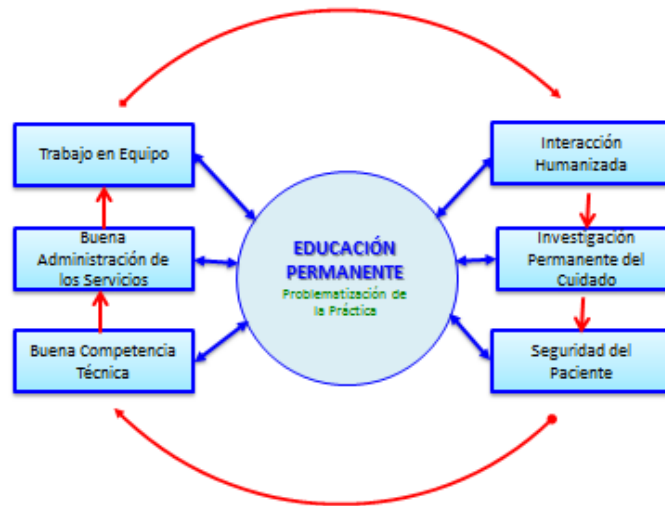 Trabajo en Equipo
Buena
Administración de
los Servicios
Buena Competencia
Técnica
EDUCACIÓN
PERMANENTE
Problematización de
la Práctica
Interacción
Humanizada
Investigación
Permanente del
Cuidado
Seguridad del
Paciente